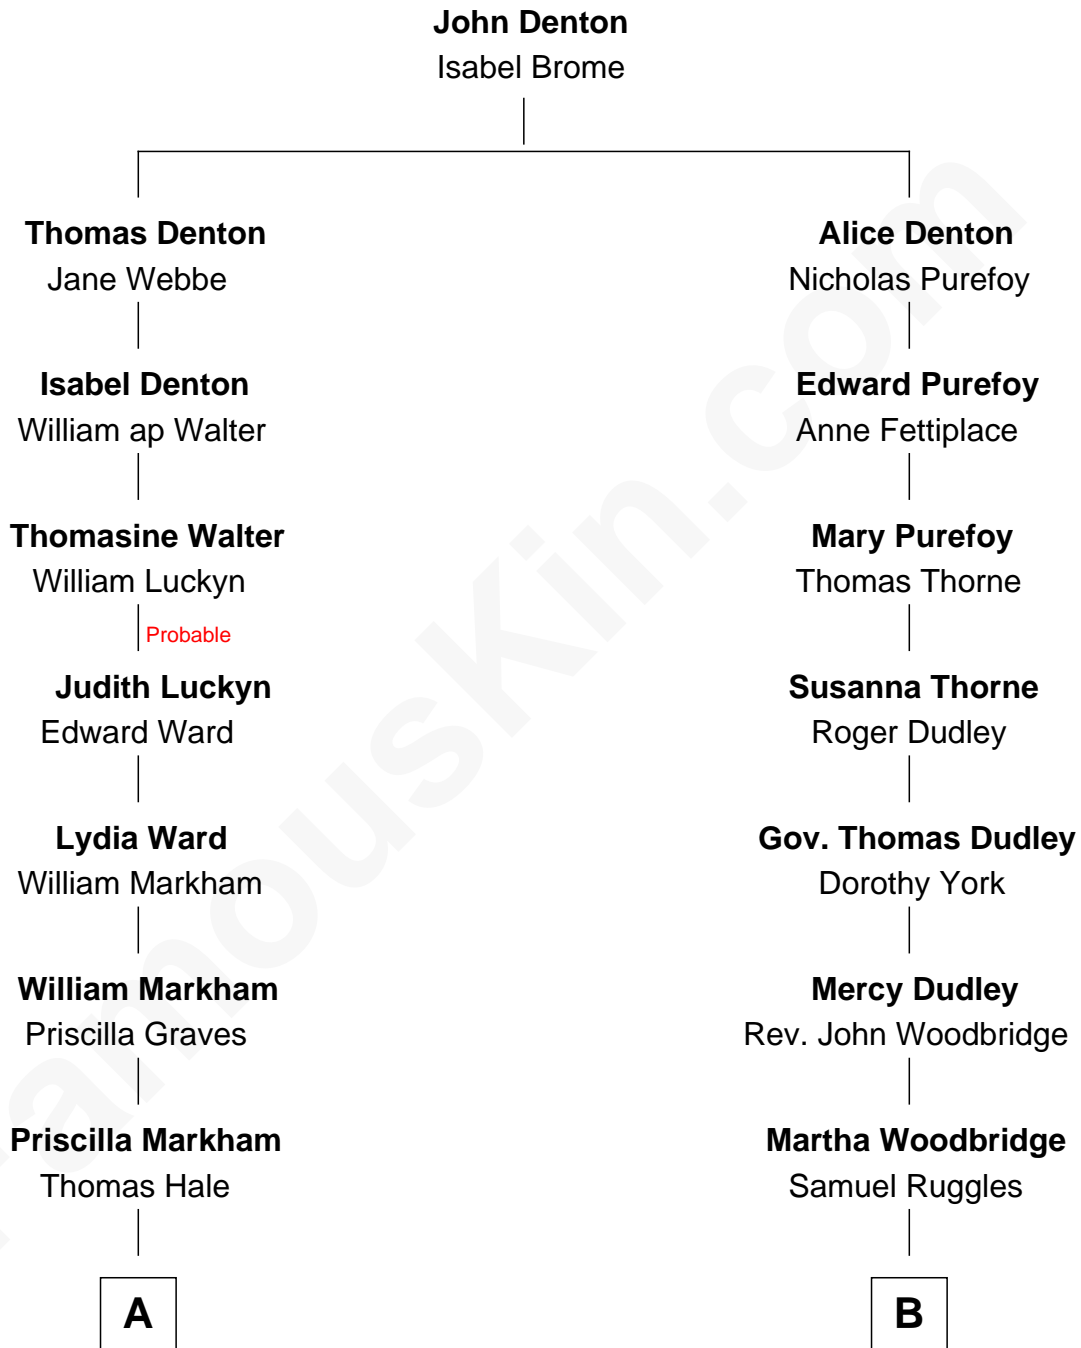 John Denton
Isabel Brome
Thomas Denton
Jane Webbe
Alice Denton
Nicholas Purefoy
Isabel Denton
William ap Walter
Edward Purefoy
Anne Fettiplace
Thomasine Walter
William Luckyn
Mary Purefoy
Thomas Thorne
Probable
Judith Luckyn
Edward Ward
Susanna Thorne
Roger Dudley
Lydia Ward
William Markham
Gov. Thomas Dudley
Dorothy York
William Markham
Priscilla Graves
Mercy Dudley
Rev. John Woodbridge
Priscilla Markham
Thomas Hale
Martha Woodbridge
Samuel Ruggles
A
B
FamousKin.com